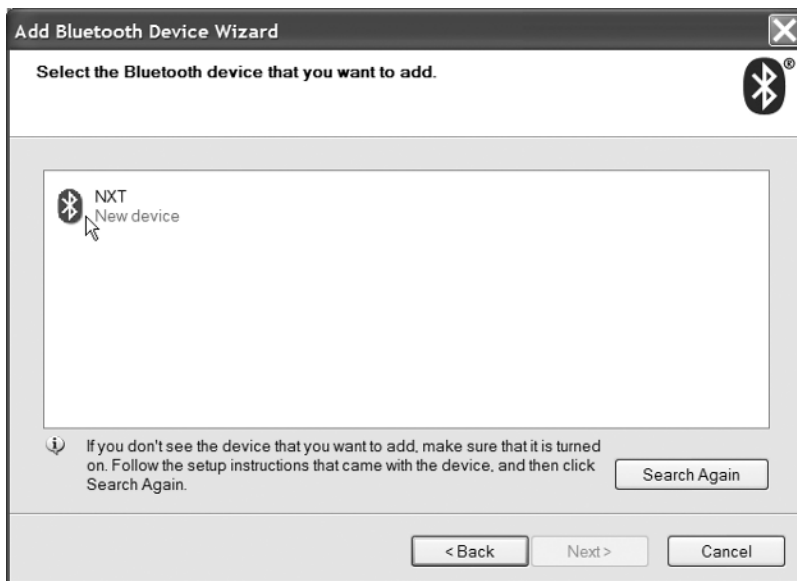 Add Bluetooth Device Wizard
Select the Bluetooth device that you want to add.
®
NXT
New device
If you don't see the device that you want to add, make sure that it is turned
on. Follow the setup instructions that came with the device, and then click
Search Again.
Search Again
< Back
Next >
Cancel